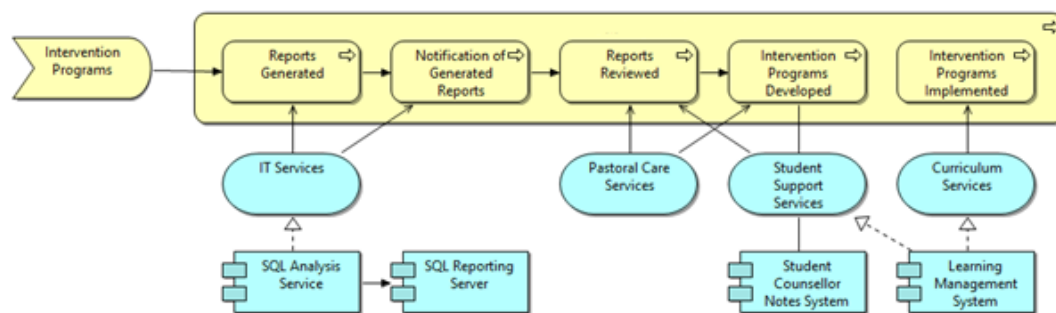 Intervention
Programs
Reports
Generated
Notification of
Generated
Reports
Reports
Reviewed
Intervention
Programs
Developed
Intervention
Programs
Implemented
IT Services
Pastoral Care
Services
Student
Support
Services
Curriculum
Services
SQL Analysis
Service
SQL Reporting
Server
Student
Counsellor
Notes System
Learning
Management
System